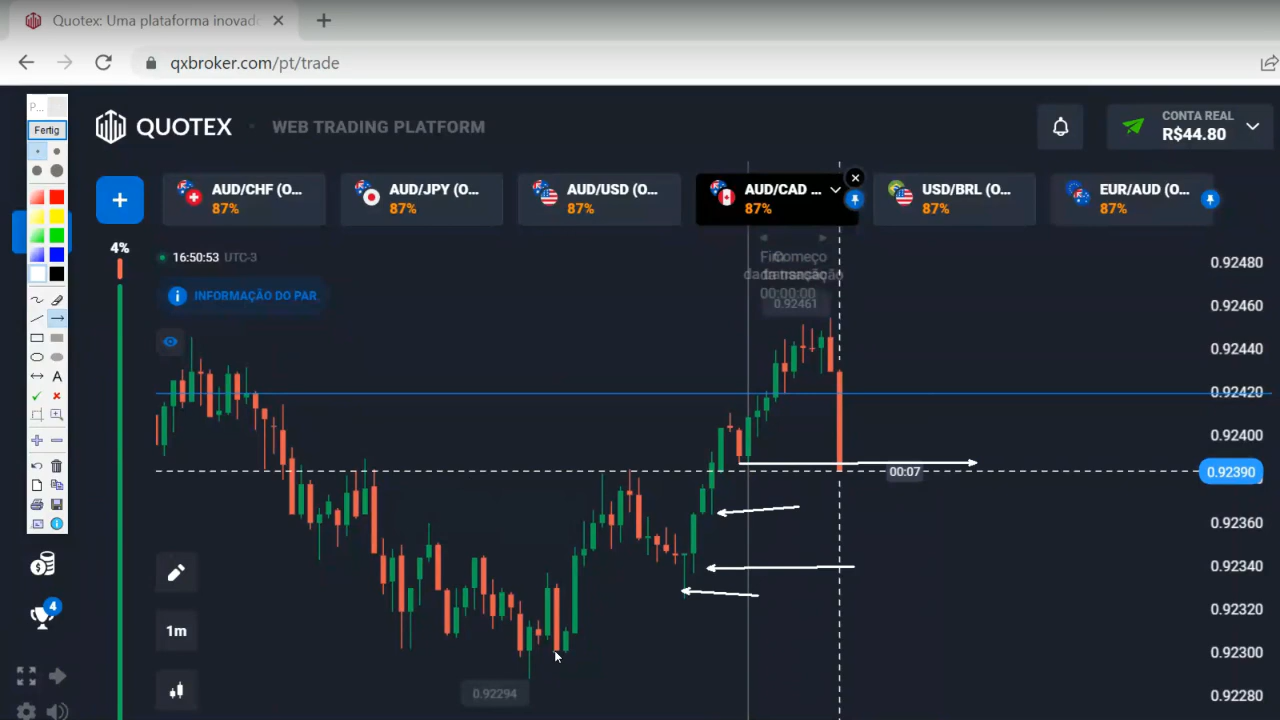 Quotex: Uma plataforma inovad
qxbroker.com/pt/trade
P...
Fertig
A
QUOTEX
WEB TRADING PLATFORM
CONTA REAL
R$44.80
AUD/CHF (O...
87%
AUD/JPY (O...
87%
AUD/USD (O...
87%
AUD/CAD ...
87%
USD/BRL (O...
87%
EUR/AUD (O...
87%
4%
16:50:53 UTC-3
INFORMAÇÃO DO PAR
Começo
da transação
00:00:00
0.92461
0.92480
0.92460
0.92440
0.92420
0.92400
0.92390
0.92360
0.92340
0.92320
0.92300
0.92280
00:07
0.92294
1m
4